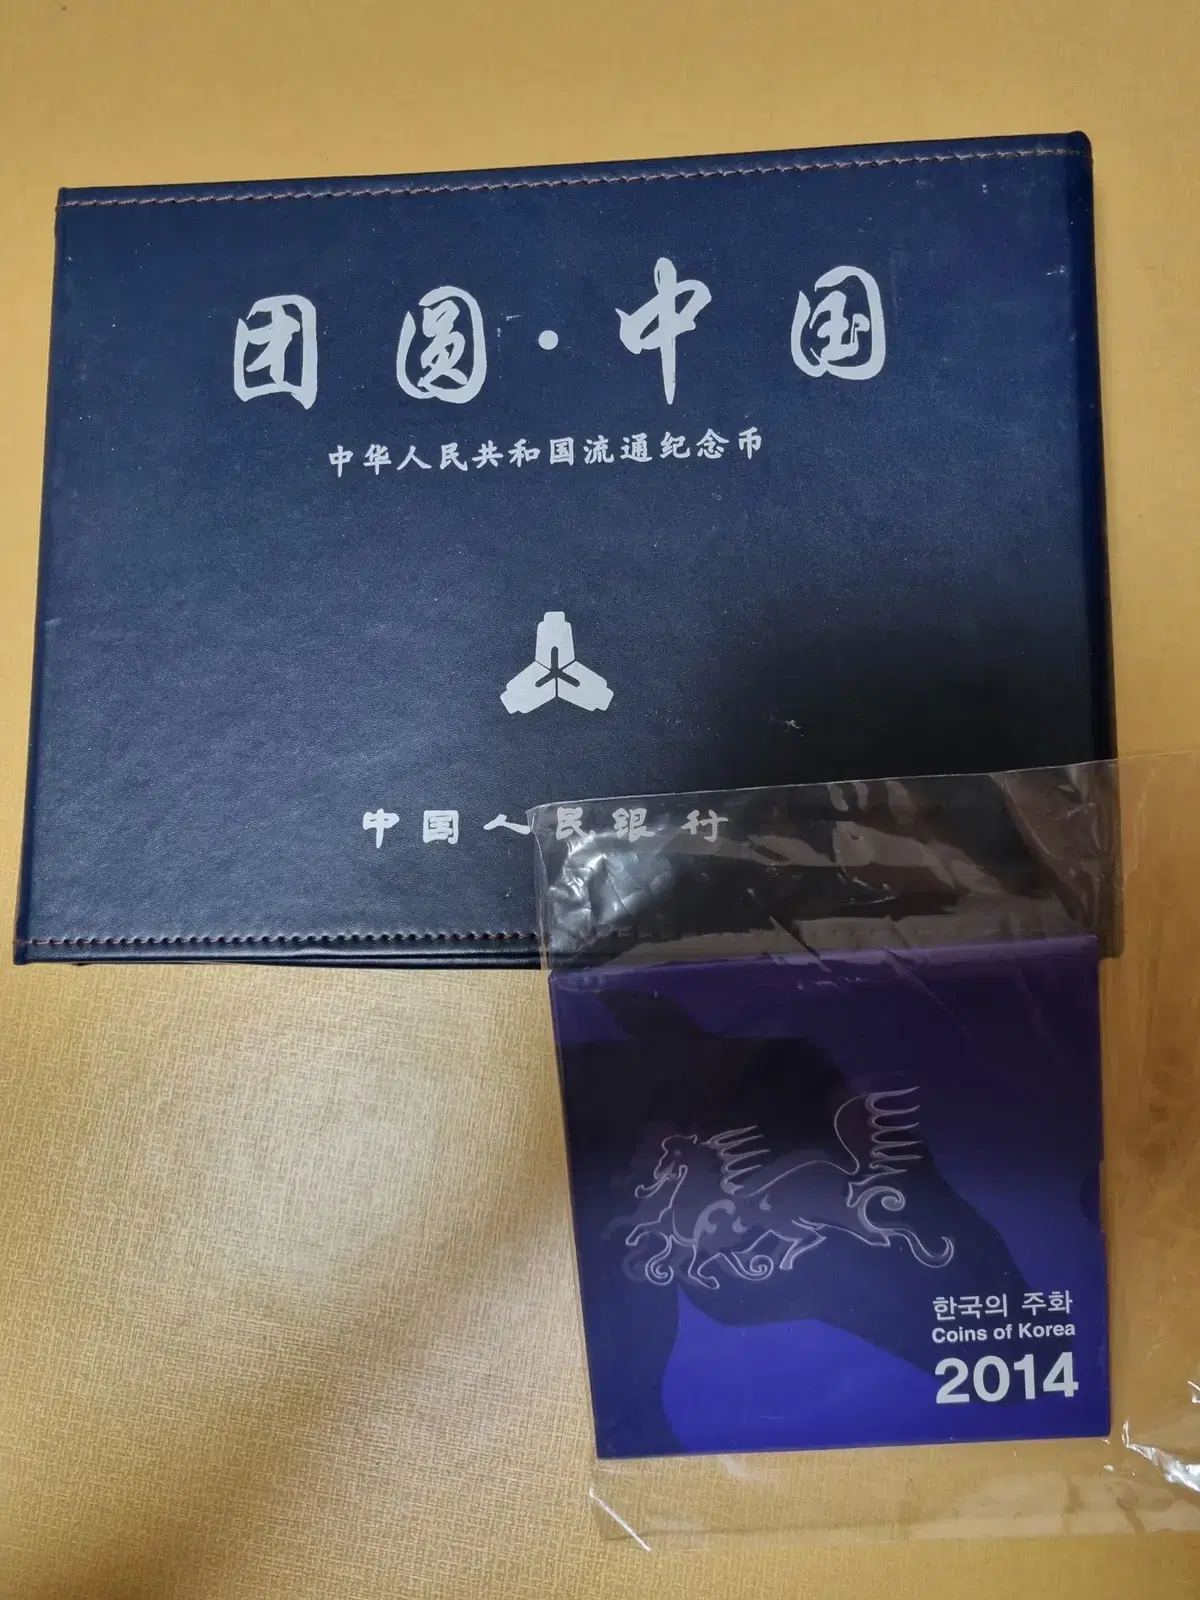 团圆·中国
中华人民共和国流通纪念币
中国人民银行
한국의 주화
Coins of Korea
2014